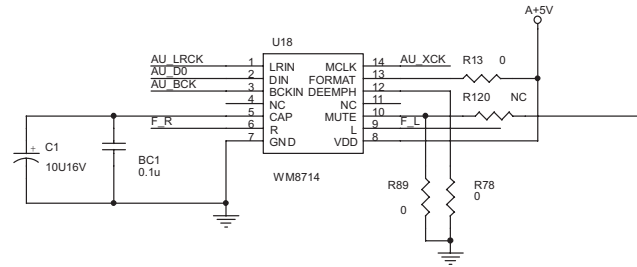 A+5V
U18
AU_LRCK 1 LRIN MCLK 14 AU_XCK R13 0
AU_D0 2 DIN FORMAT 13
AU_BCK 3 BCKIN DEEMPH 12
4 NC NC 11 R120 NC
5 CAP MUTE 10
F_R 6 R L 9 F_L
7 GND VDD 8
C1
10U16V
BC1
0.1u
WM8714
R89
0
R78
0